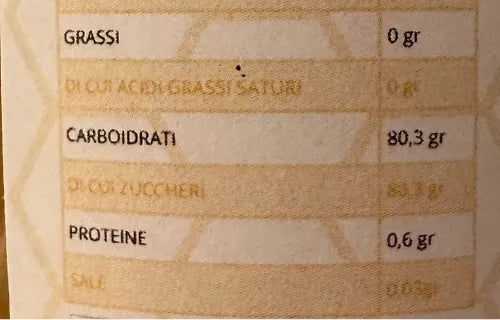 GRASSI 0 gr
DI CUI ACIDI GRASSI SATURI 0 gr
CARBOIDRATI 80,3 gr
DI CUI ZUCCHERI 80,3 gr
PROTEINE 0,6 gr
SALE 0,03gr